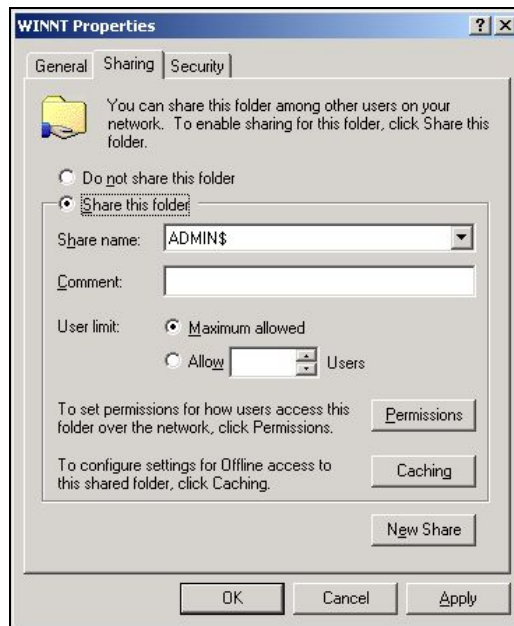 WINNT Properties
General Sharing Security
You can share this folder among other users on your
network. To enable sharing for this folder, click Share this
folder.
Do not share this folder
Share this folder
Share name: ADMIN$
Comment:
User limit: Maximum allowed
Allow Users
To set permissions for how users access this
folder over the network, click Permissions.
Permissions
To configure settings for Offline access to
this shared folder, click Caching.
Caching
New Share
OK Cancel Apply